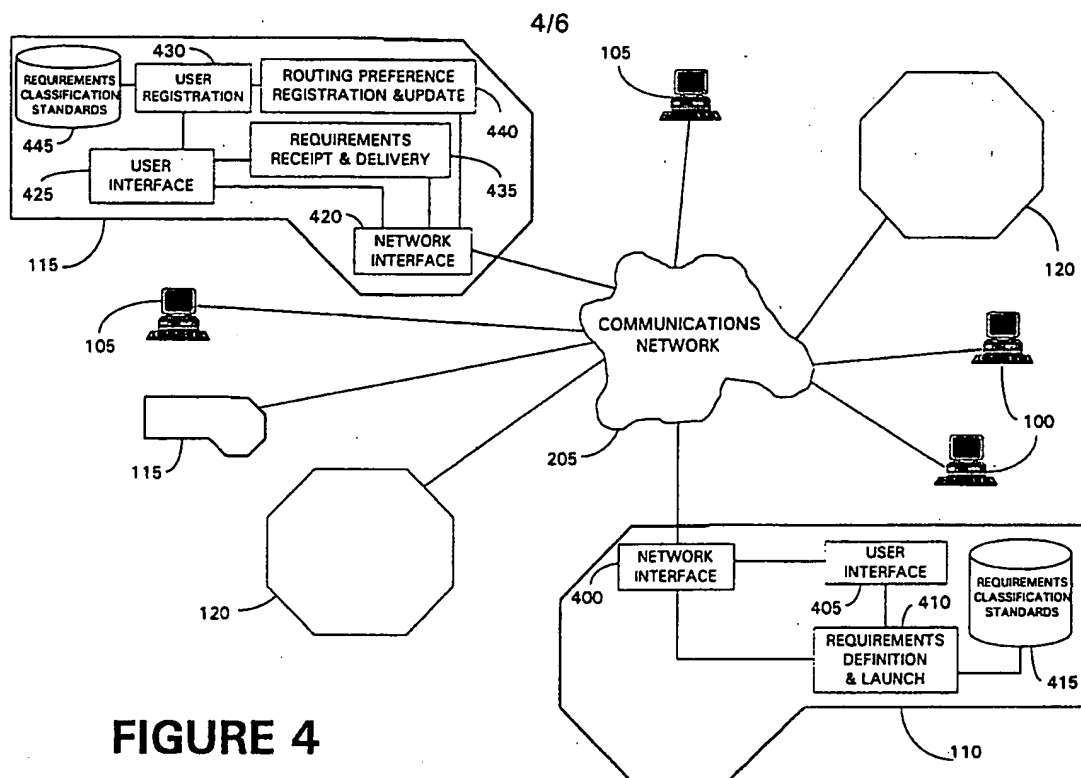 4/6
430
105
REQUIREMENTS
CLASSIFICATION
STANDARDS
USER
REGISTRATION
ROUTING PREFERENCE
REGISTRATION &UPDATE
445
440
REQUIREMENTS
RECEIPT & DELIVERY
425
USER
INTERFACE
435
420
NETWORK
INTERFACE
115
120
105
COMMUNICATIONS
NETWORK
100
115
205
120
NETWORK
INTERFACE
400
USER
INTERFACE
405
410
REQUIREMENTS
CLASSIFICATION
STANDARDS
REQUIREMENTS
DEFINITION
& LAUNCH
415
110
FIGURE 4